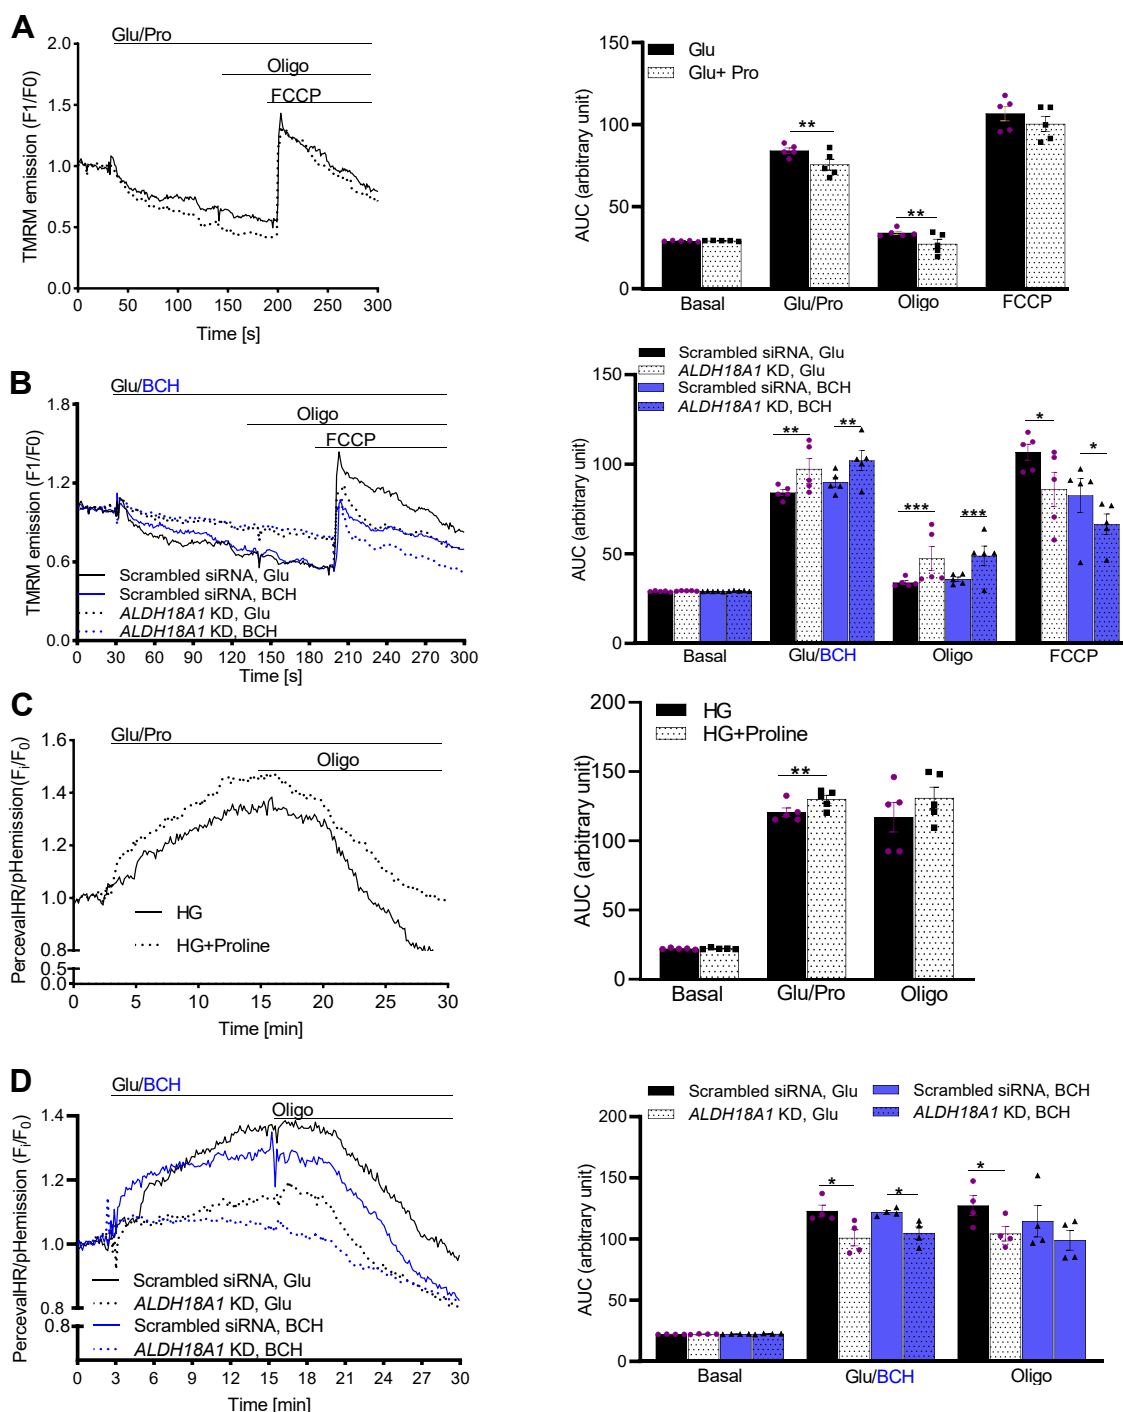 A
Glu/Pro
Oligo
FCCP
TMRM emission (F1/F0)
2.0
1.5
1.0
0.5
0.0
0 50 100 150 200 250 300
Time [s]
Glu
Glu+ Pro
AUC (arbitrary unit)
150
100
50
0
** **
Basal Glu/Pro Oligo FCCP
B
Glu/BCH
Oligo
FCCP
TMRM emission (F1/F0)
1.8
1.2
0.6
0.0
Scrambled siRNA, Glu
Scrambled siRNA, BCH
ALDH18A1 KD, Glu
ALDH18A1 KD, BCH
0 30 60 90 120 150 180 210 240 270 300
Time [s]
Scrambled siRNA, Glu
ALDH18A1 KD, Glu
Scrambled siRNA, BCH
ALDH18A1 KD, BCH
AUC (arbitrary unit)
150
100
50
0
** ** *** *** * *
Basal Glu/BCH Oligo FCCP
C
Glu/Pro
Oligo
PercevalHR/pHemission(Fi/F0)
1.6
1.4
1.2
1.0
0.8
0.5
0.0
HG
HG+Proline
0 5 10 15 20 25 30
Time [min]
HG
HG+Proline
AUC (arbitrary unit)
200
150
100
50
0
**
Basal Glu/Pro Oligo
D
Glu/BCH
Oligo
PercevalHR/pHemission (Fi/F0)
1.4
1.2
1.0
0.8
0.8
Scrambled siRNA, Glu
ALDH18A1 KD, Glu
Scrambled siRNA, BCH
ALDH18A1 KD, BCH
0 3 6 9 12 15 18 21 24 27 30
Time [min]
Scrambled siRNA, Glu
ALDH18A1 KD, Glu
Scrambled siRNA, BCH
ALDH18A1 KD, BCH
AUC (arbitrary unit)
200
150
100
50
0
* * *
Basal Glu/BCH Oligo